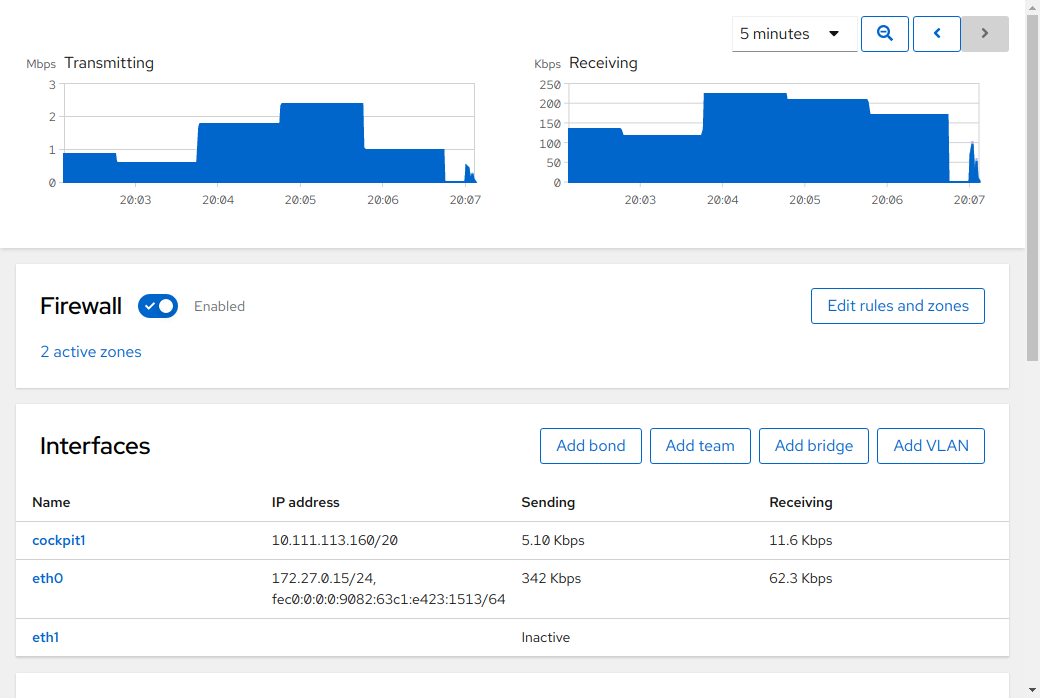 5 minutes
Mbps Transmitting
3
2
1
0
20:03 20:04 20:05 20:06 20:07
Kbps Receiving
250
200
150
100
50
0
20:03 20:04 20:05 20:06 20:07
Firewall Enabled Edit rules and zones
2 active zones
Interfaces Add bond Add team Add bridge Add VLAN
Name IP address Sending Receiving
cockpit1 10.111.113.160/20 5.10 Kbps 11.6 Kbps
eth0 172.27.0.15/24, 342 Kbps 62.3 Kbps
fec0:0:0:0:9082:63c1:e423:1513/64
eth1 Inactive